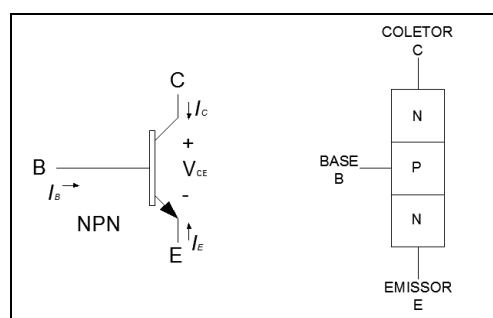 C
I_C
+
V_CE
-
B
I_B
NPN
I_E
E
COLETOR
C
N
BASE
B
P
N
EMISSOR
E